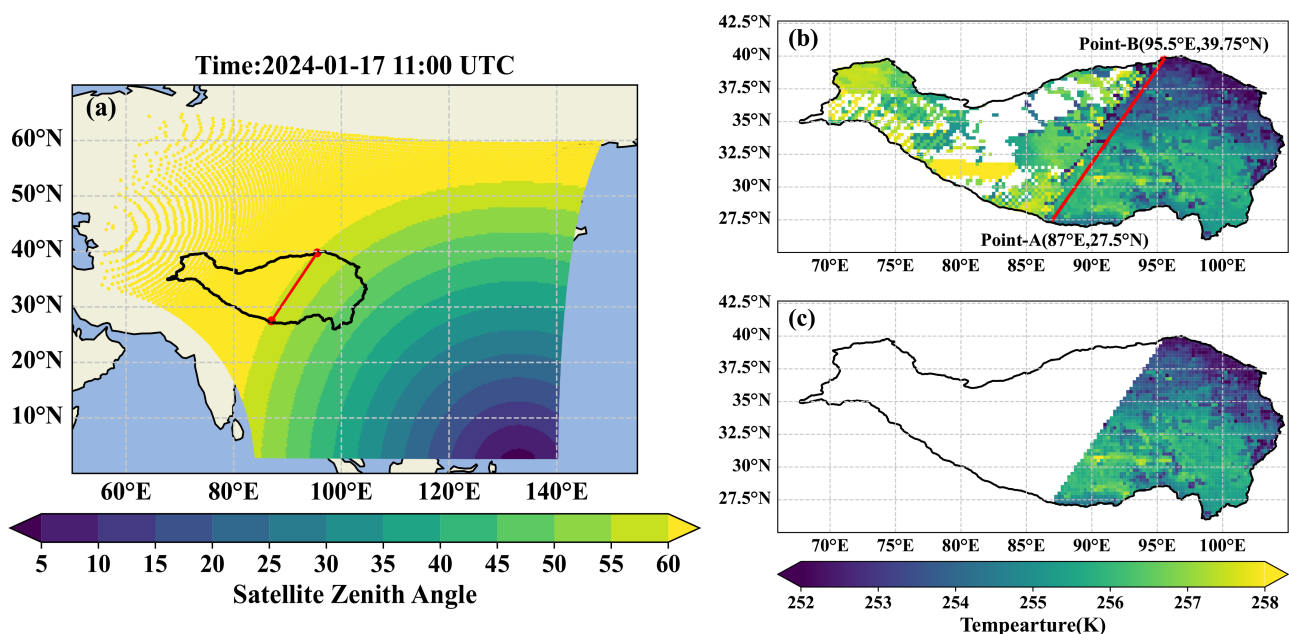 Time:2024-01-17 11:00 UTC
(a)
60°N
50°N
40°N
30°N
20°N
10°N
60°E 80°E 100°E 120°E 140°E
5 10 15 20 25 30 35 40 45 50 55 60
Satellite Zenith Angle
(b)
Point-B(95.5°E,39.75°N)
42.5°N
40°N
37.5°N
35°N
32.5°N
30°N
27.5°N
Point-A(87°E,27.5°N)
70°E 75°E 80°E 85°E 90°E 95°E 100°E
(c)
42.5°N
40°N
37.5°N
35°N
32.5°N
30°N
27.5°N
70°E 75°E 80°E 85°E 90°E 95°E 100°E
252 253 254 255 256 257 258
Tempearture(K)